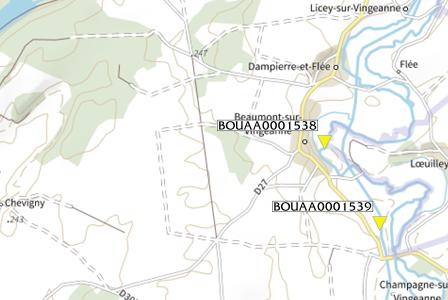 Licey-sur-Vingeanne
247
Dampierre-et-Flée
Flée
Beaumont-sur-
BOUAA0001538
Vingeanne
Lœuilley
D27
Chevigny
BOUAA0001539
243
Champagne-s
Vingeanne
D30